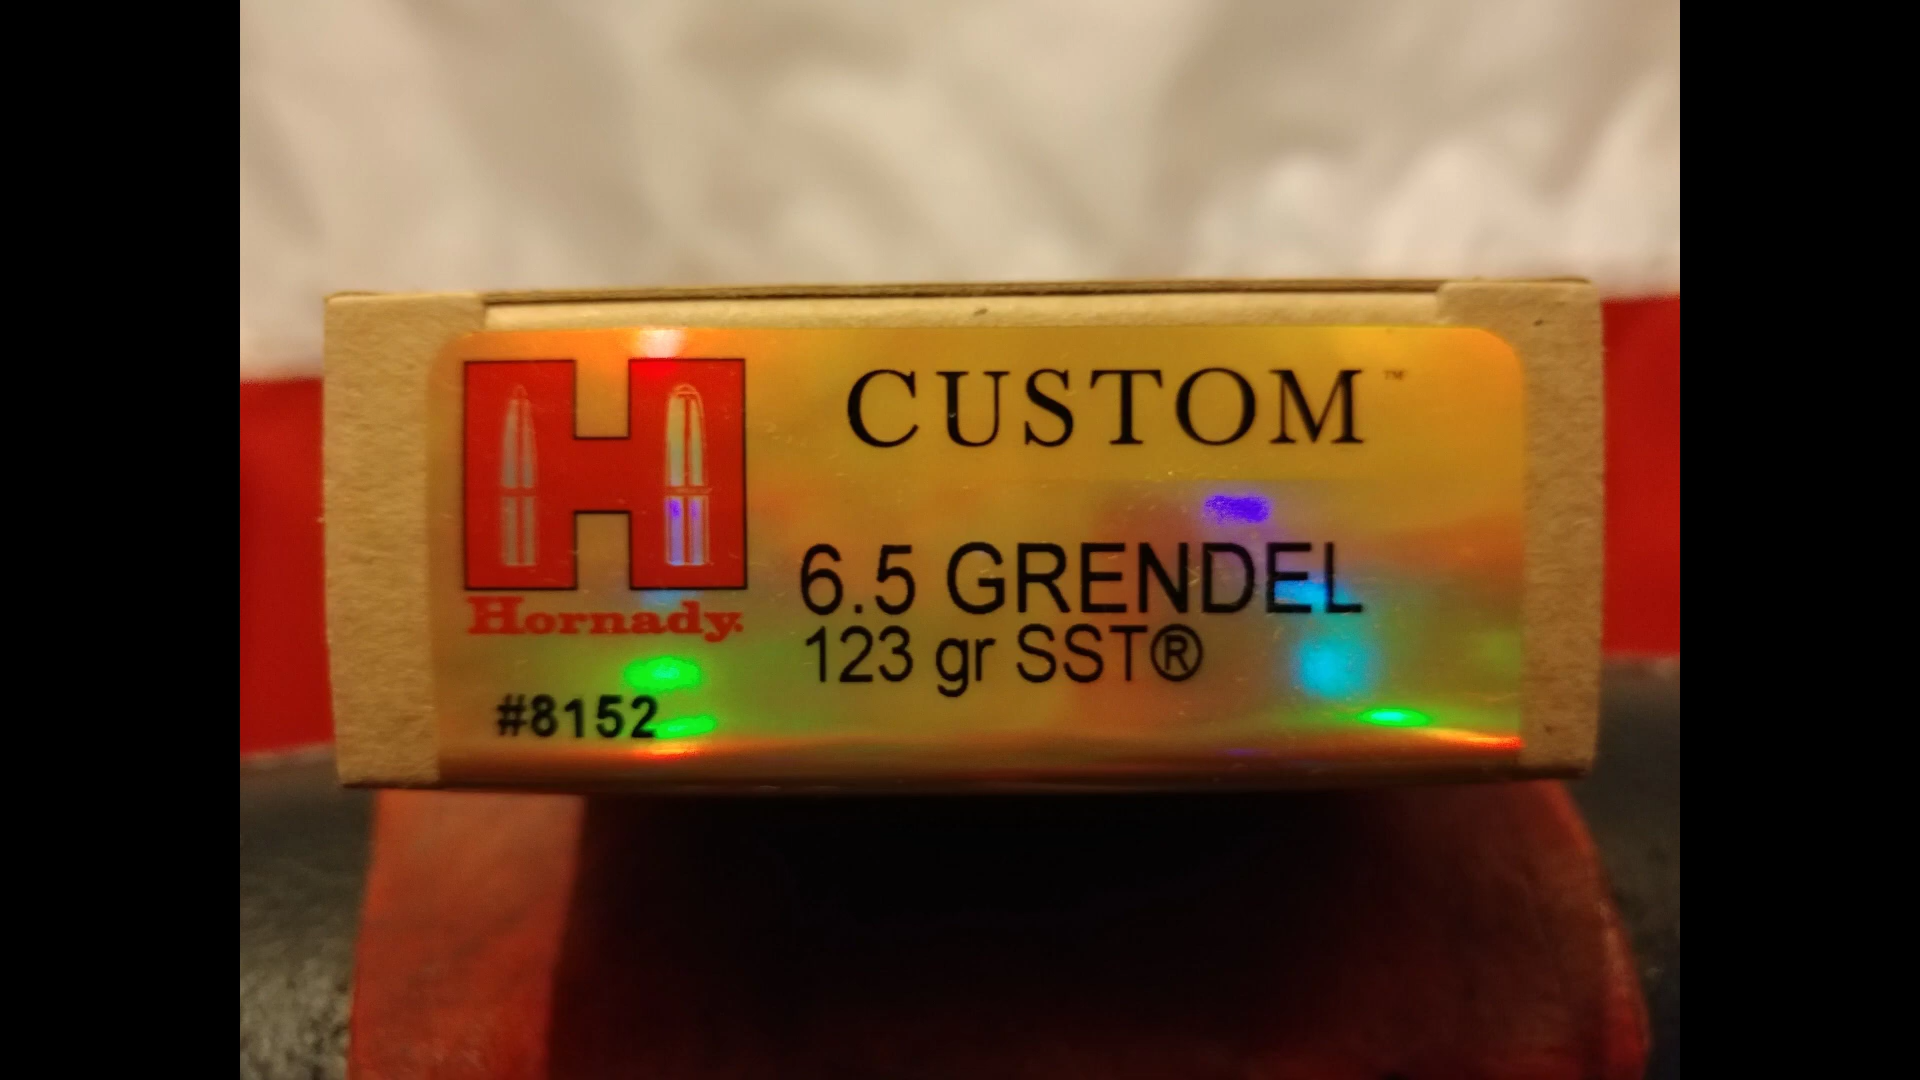 CUSTOM™
H
Hornady.
6.5 GRENDEL
123 gr SST®
#8152